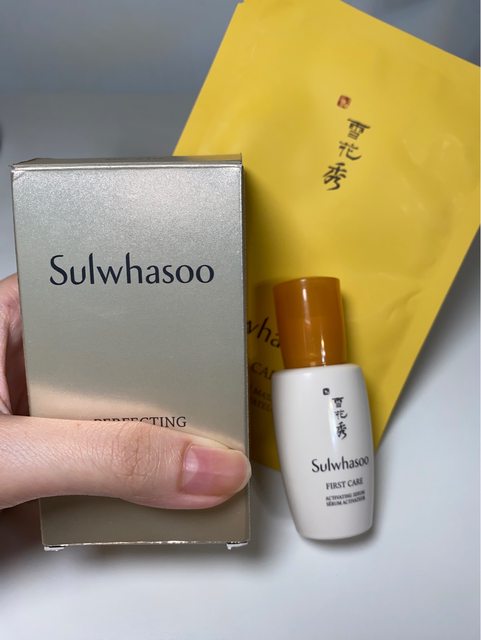 Sulwhasoo
PERFECTING
雪
花
秀
雪
花
秀
Sulwhasoo
FIRST CARE
ACTIVATING SERUM
SÉRUM ACTIVATEUR